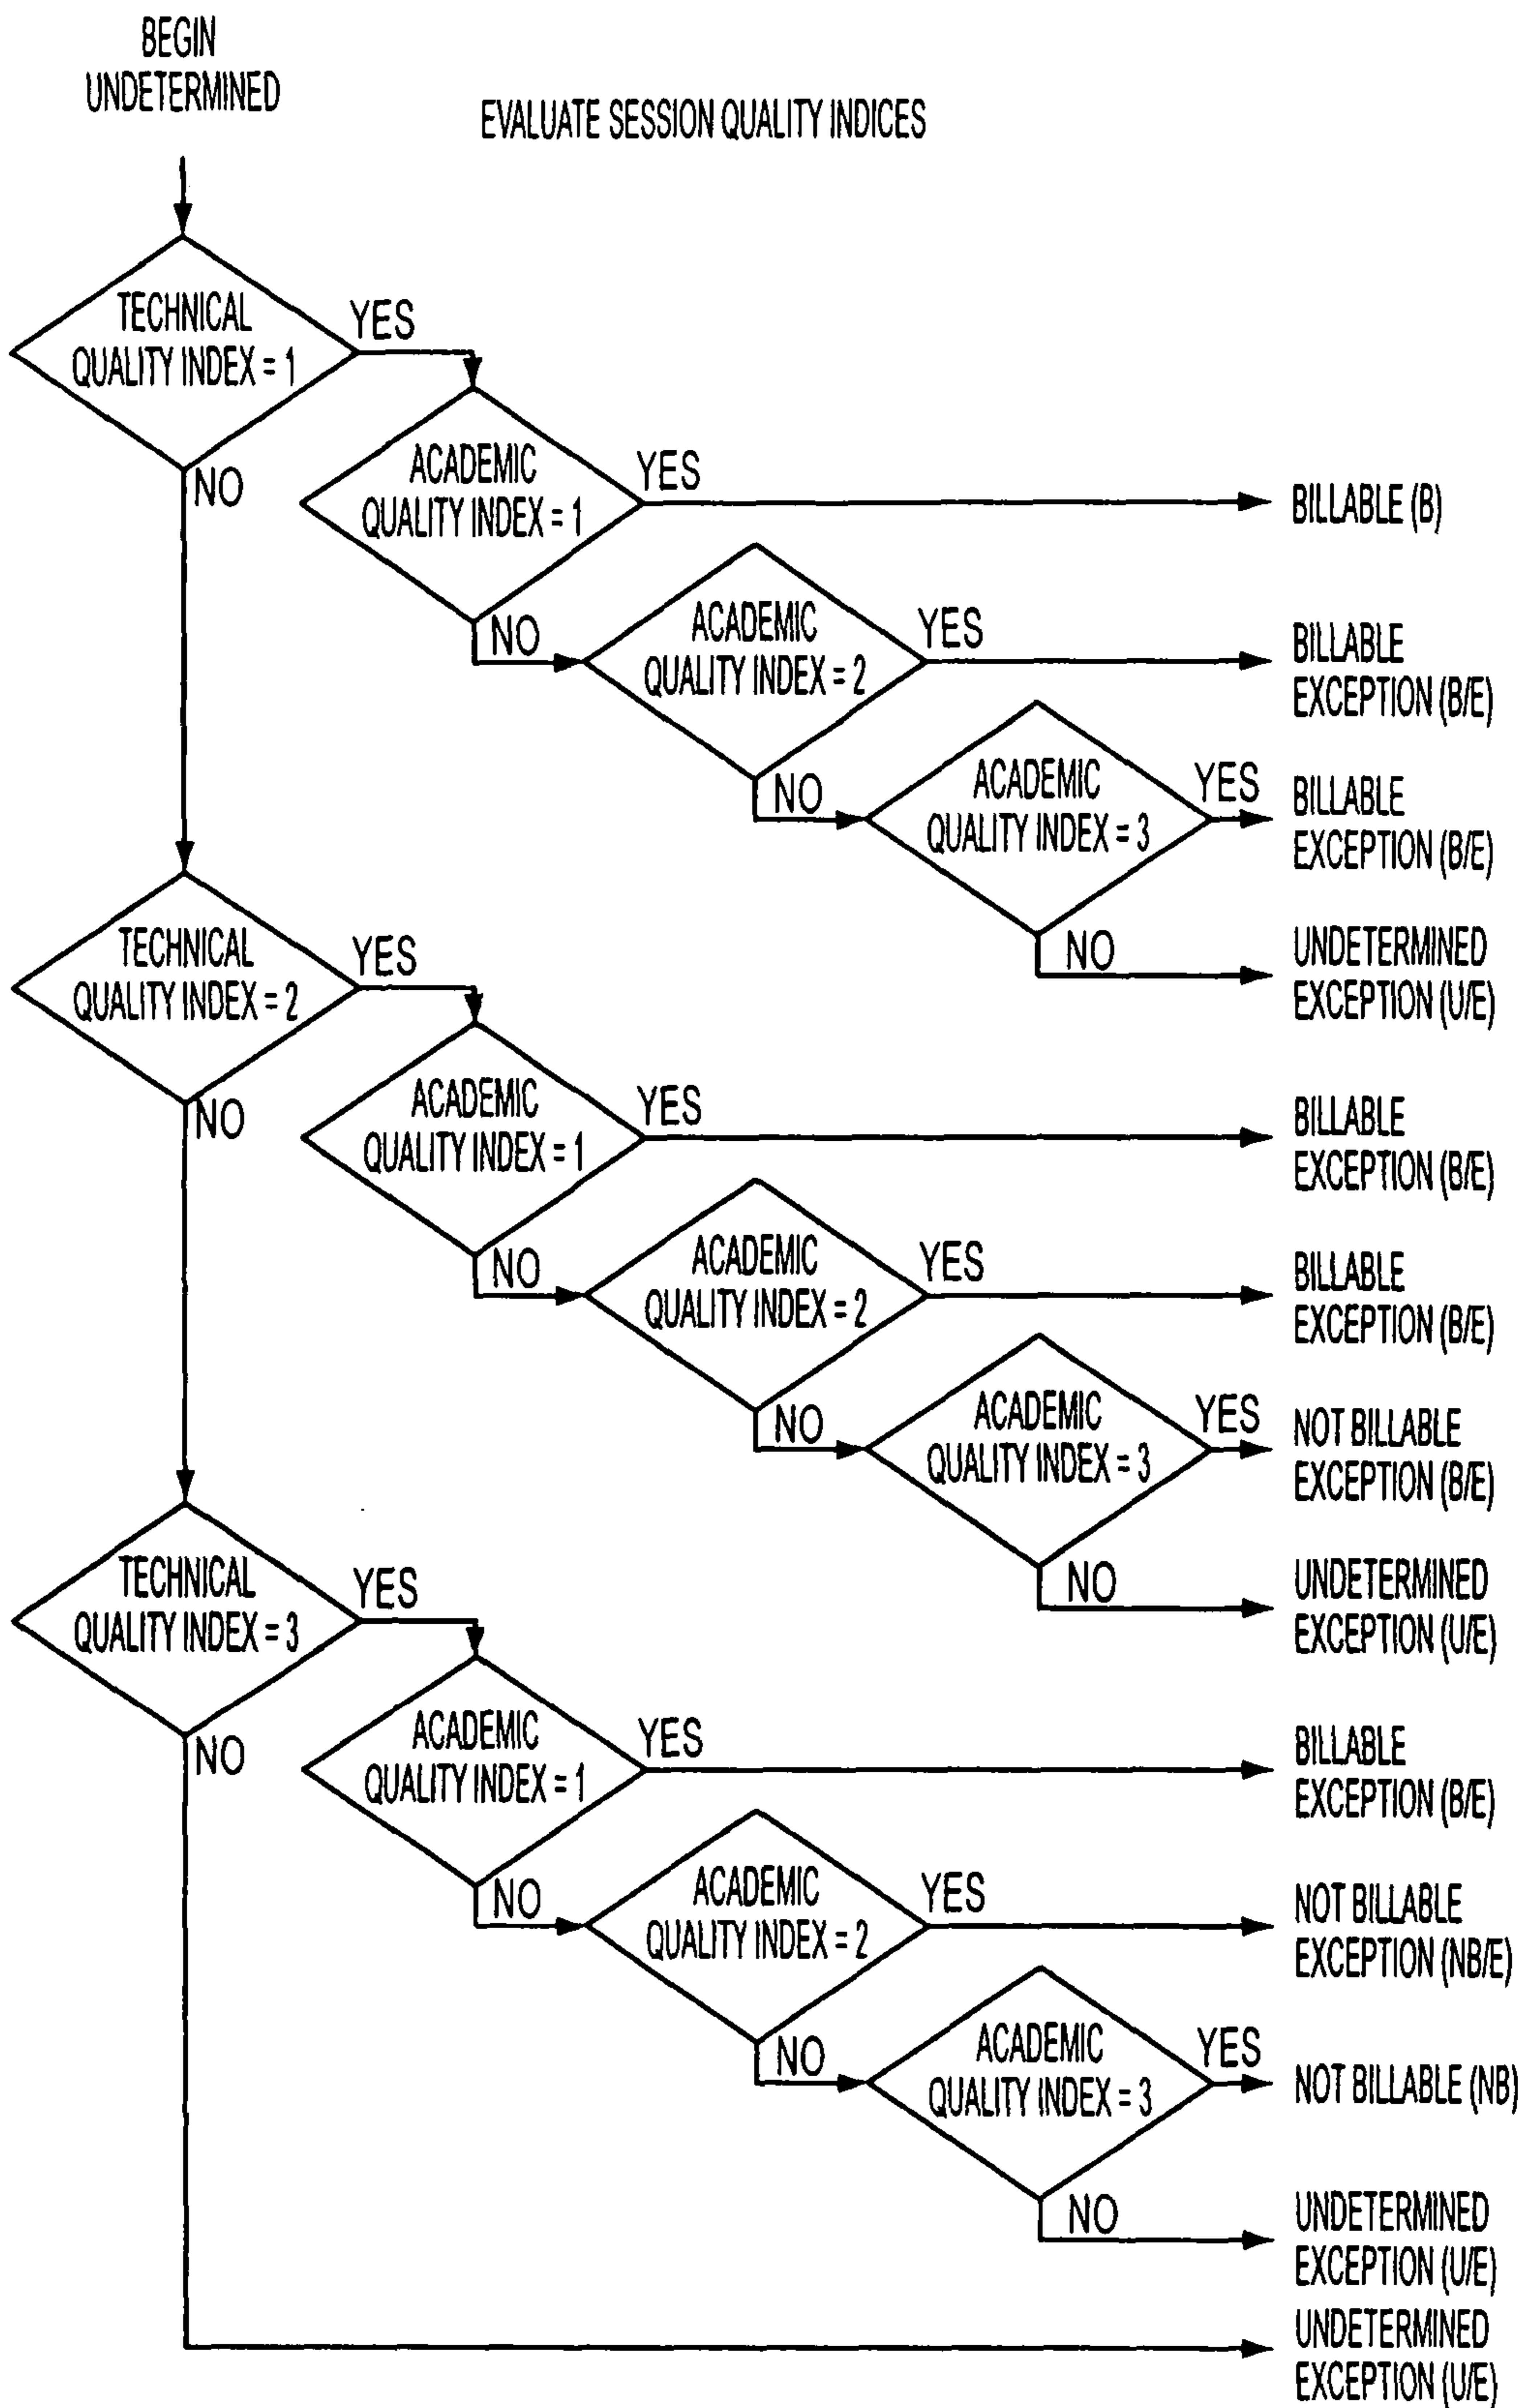 BEGIN
UNDETERMINED
EVALUATE SESSION QUALITY INDICES
TECHNICAL
QUALITY INDEX = 1
YES
NO
ACADEMIC
QUALITY INDEX = 1
YES
BILLABLE (B)
NO
ACADEMIC
QUALITY INDEX = 2
YES
BILLABLE
EXCEPTION (B/E)
NO
ACADEMIC
QUALITY INDEX = 3
YES
BILLABLE
EXCEPTION (B/E)
NO
UNDETERMINED
EXCEPTION (U/E)
TECHNICAL
QUALITY INDEX = 2
YES
NO
ACADEMIC
QUALITY INDEX = 1
YES
BILLABLE
EXCEPTION (B/E)
NO
ACADEMIC
QUALITY INDEX = 2
YES
BILLABLE
EXCEPTION (B/E)
NO
ACADEMIC
QUALITY INDEX = 3
YES
NOT BILLABLE
EXCEPTION (B/E)
NO
UNDETERMINED
EXCEPTION (U/E)
TECHNICAL
QUALITY INDEX = 3
YES
NO
ACADEMIC
QUALITY INDEX = 1
YES
BILLABLE
EXCEPTION (B/E)
NO
ACADEMIC
QUALITY INDEX = 2
YES
NOT BILLABLE
EXCEPTION (NB/E)
NO
ACADEMIC
QUALITY INDEX = 3
YES
NOT BILLABLE (NB)
NO
UNDETERMINED
EXCEPTION (U/E)
UNDETERMINED
EXCEPTION (U/E)